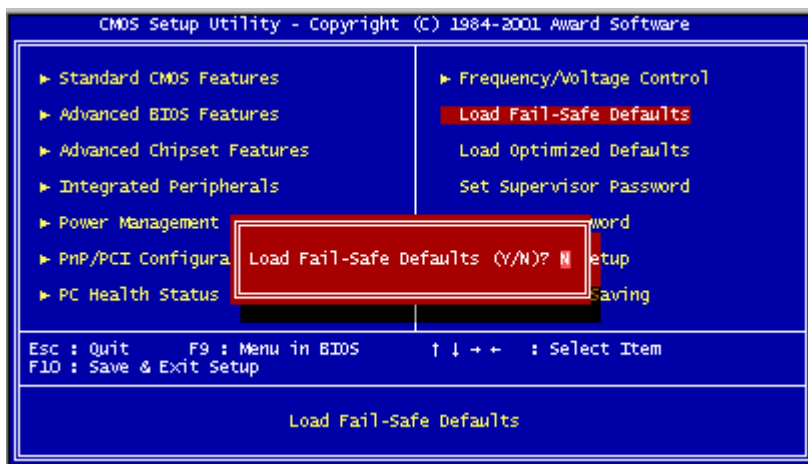 CMOS Setup Utility - Copyright (C) 1984-2001 Award Software
► Standard CMOS Features
► Advanced BIOS Features
► Advanced Chipset Features
► Integrated Peripherals
► Power Management
► PnP/PCI Configura
► PC Health Status
► Frequency/Voltage Control
Load Fail-Safe Defaults
Load Optimized Defaults
Set Supervisor Password
word
etup
Saving
Load Fail-Safe Defaults (Y/N)? N
Esc : Quit F9 : Menu in BIOS ↑ ↓ → ← : Select Item
F10 : Save & Exit Setup
Load Fail-Safe Defaults